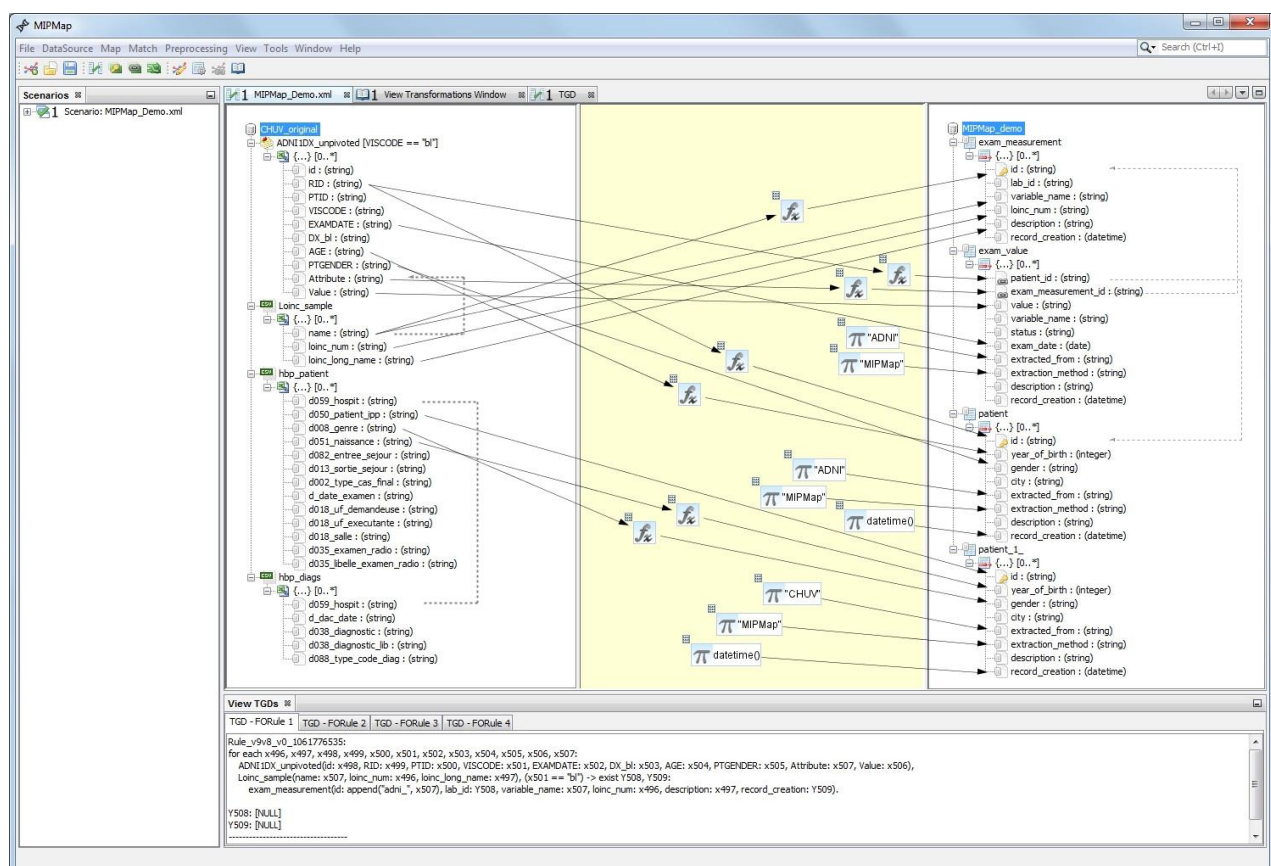 MIPMap
File DataSource Map Match Preprocessing View Tools Window Help
Search (Ctrl+I)
Scenarios
1 Scenario: MIPMap_Demo.xml
1 MIPMap_Demo.xml
1 View Transformations Window
1 TGD
CHUV_original
ADNI1DX_unpivoted [VISCODE == "bl"]
{...} [0..*]
id : (string)
RID : (string)
PTID : (string)
VISCODE : (string)
EXAMDATE : (string)
DX_bl : (string)
AGE : (string)
PTGENDER : (string)
Attribute : (string)
Value : (string)
Loinc_sample
{...} [0..*]
name : (string)
loinc_num : (string)
loinc_long_name : (string)
hbp_patient
{...} [0..*]
d059_hospit : (string)
d050_patient_ipp : (string)
d008_genre : (string)
d051_naissance : (string)
d082_entree_sejour : (string)
d013_sortie_sejour : (string)
d002_type_cas_final : (string)
d_date_examen : (string)
d018_uf_demandeuse : (string)
d018_uf_executante : (string)
d018_salle : (string)
d035_examen_radio : (string)
d035_libelle_examen_radio : (string)
hbp_diags
{...} [0..*]
d059_hospit : (string)
d_dac_date : (string)
d038_diagnostic : (string)
d038_diagnostic_lib : (string)
d088_type_code_diag : (string)
fx
fx
fx
π "ADNI"
π "MIPMap"
fx
fx
π "ADNI"
π "MIPMap"
π datetime()
fx
fx
π "CHUV"
π "MIPMap"
π datetime()
MIPMap_demo
exam_measurement
{...} [0..*]
id : (string)
lab_id : (string)
variable_name : (string)
loinc_num : (string)
description : (string)
record_creation : (datetime)
exam_value
{...} [0..*]
patient_id : (string)
exam_measurement_id : (string)
value : (string)
variable_name : (string)
status : (string)
exam_date : (date)
extracted_from : (string)
extraction_method : (string)
description : (string)
record_creation : (datetime)
patient
{...} [0..*]
id : (string)
year_of_birth : (integer)
gender : (string)
city : (string)
extracted_from : (string)
extraction_method : (string)
description : (string)
record_creation : (datetime)
patient_1_
{...} [0..*]
id : (string)
year_of_birth : (integer)
gender : (string)
city : (string)
extracted_from : (string)
extraction_method : (string)
description : (string)
record_creation : (datetime)
View TGDs
TGD - FORule 1 TGD - FORule 2 TGD - FORule 3 TGD - FORule 4
Rule_v9v8_v0_1061776535:
for each x496, x497, x498, x499, x500, x501, x502, x503, x504, x505, x506, x507:
ADNI1DX_unpivoted(id: x498, RID: x499, PTID: x500, VISCODE: x501, EXAMDATE: x502, DX_bl: x503, AGE: x504, PTGENDER: x505, Attribute: x507, Value: x506),
Loinc_sample(name: x507, loinc_num: x496, loinc_long_name: x497), (x501 == "bl") -> exist Y508, Y509:
exam_measurement(id: append("adni_", x507), lab_id: Y508, variable_name: x507, loinc_num: x496, description: x497, record_creation: Y509).
Y508: [NULL]
Y509: [NULL]
-----------------------------------